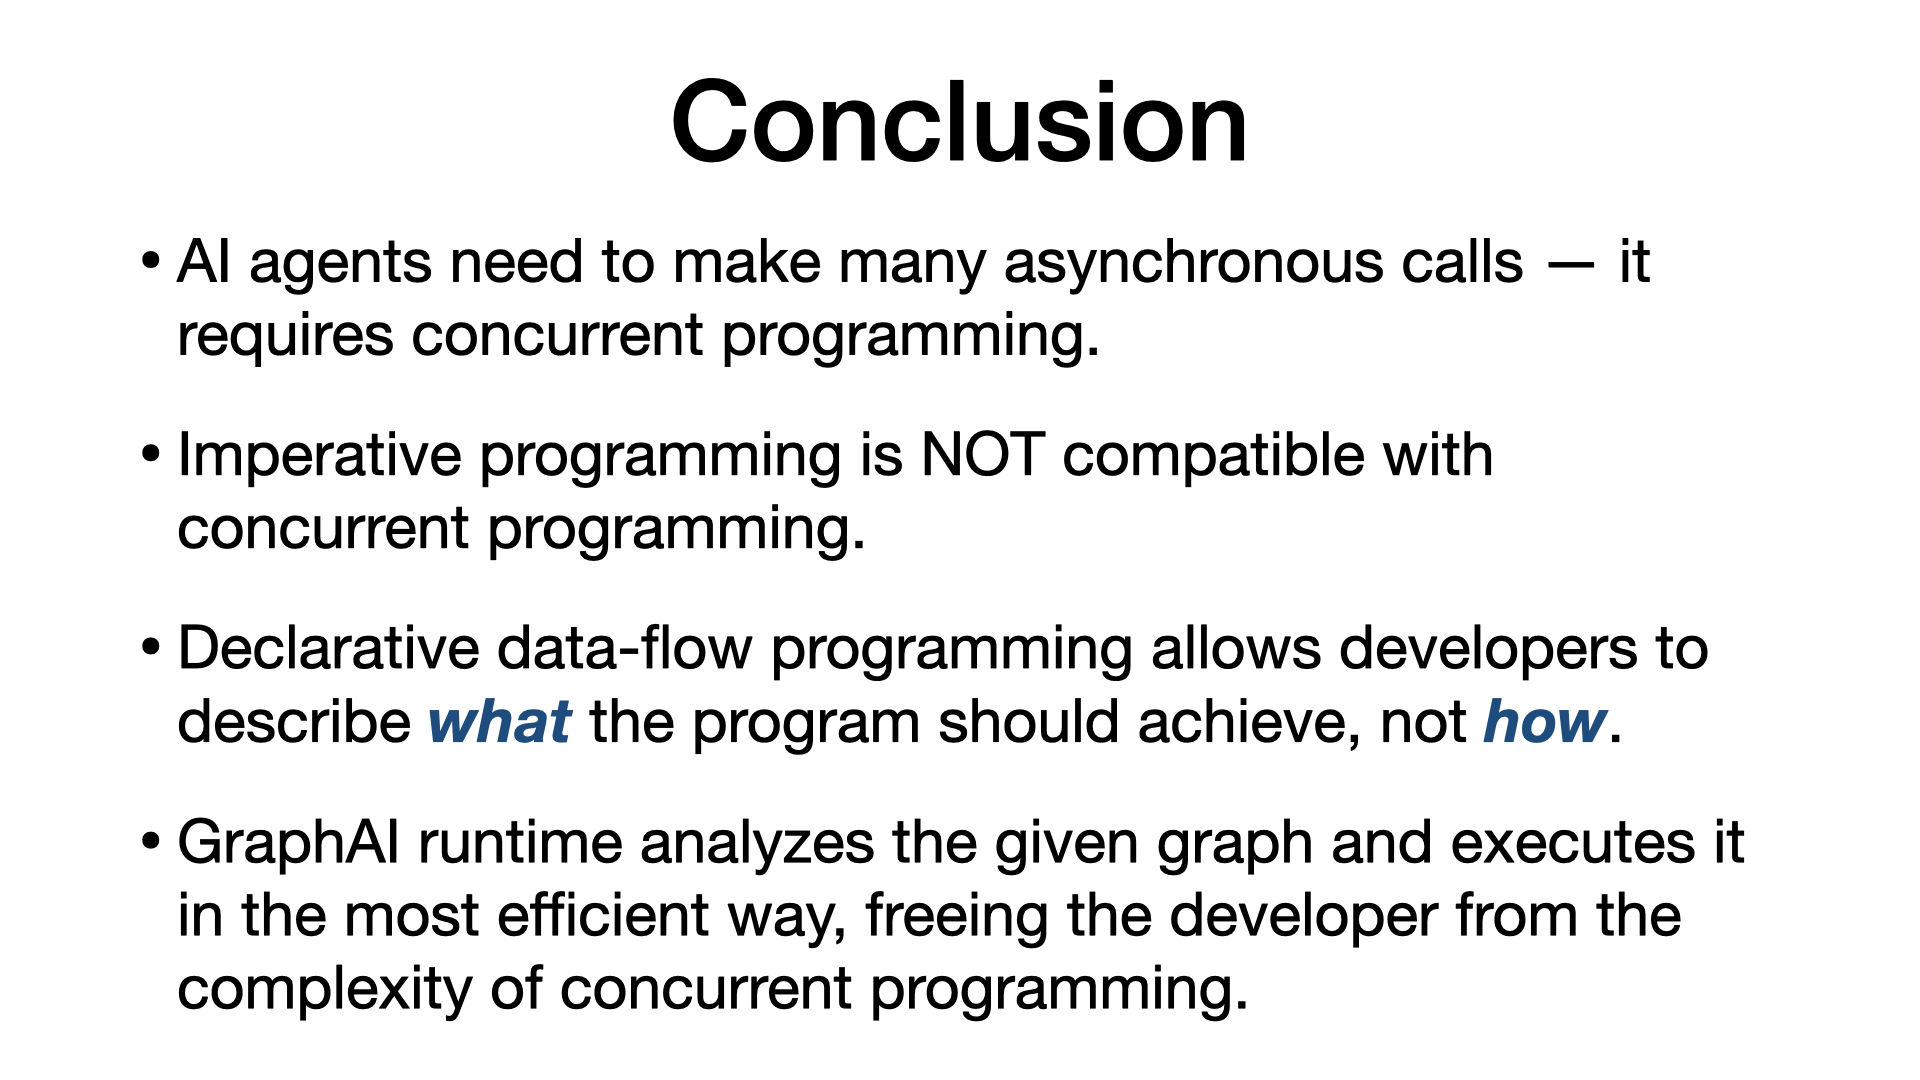 Conclusion
• AI agents need to make many asynchronous calls — it
requires concurrent programming.
• Imperative programming is NOT compatible with
concurrent programming.
• Declarative data-flow programming allows developers to
describe what the program should achieve, not how.
• GraphAI runtime analyzes the given graph and executes it
in the most efficient way, freeing the developer from the
complexity of concurrent programming.